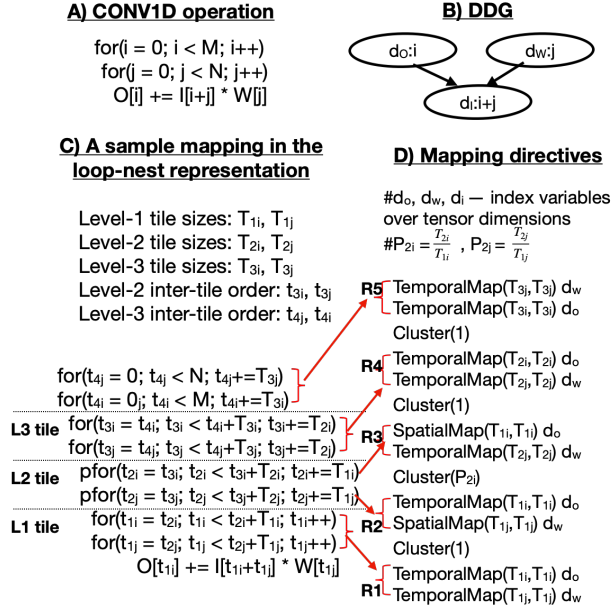 A) CONV1D operation
for(i = 0; i < M; i++)
for(j = 0; j < N; j++)
O[i] += I[i+j] * W[j]
B) DDG
dO:i
dW:j
dI:i+j
C) A sample mapping in the
loop-nest representation
Level-1 tile sizes: T1i, T1j
Level-2 tile sizes: T2i, T2j
Level-3 tile sizes: T3i, T3j
Level-2 inter-tile order: t3i, t3j
Level-3 inter-tile order: t4j, t4i
for(t4j = 0; t4j < N; t4j+=T3j)
for(t4i = 0; t4i < M; t4i+=T3i)
L3 tile
for(t3i = t4i; t3i < t4i+T3i; t3i+=T2i)
for(t3j = t4j; t3j < t4j+T3j; t3j+=T2j)
L2 tile
pfor(t2i = t3i; t2i < t3i+T2i; t2i+=T1i)
pfor(t2j = t3j; t2j < t3j+T2j; t2j+=T1j)
L1 tile
for(t1i = t2i; t1i < t2i+T1i; t1i++)
for(t1j = t2j; t1j < t2j+T1j; t1j++)
O[t1i] += I[t1i+t1j] * W[t1j]
D) Mapping directives
#do, dw, di — index variables
over tensor dimensions
#P2i = T2i/T1i , P2j = T2j/T1j
R5
TemporalMap(T3j,T3j) dw
TemporalMap(T3i,T3i) do
Cluster(1)
R4
TemporalMap(T2i,T2i) do
TemporalMap(T2j,T2j) dw
Cluster(1)
R3
SpatialMap(T1i,T1i) do
TemporalMap(T2j,T2j) dw
Cluster(P2i)
R2
TemporalMap(T1i,T1i) do
SpatialMap(T1j,T1j) dw
Cluster(1)
R1
TemporalMap(T1i,T1i) do
TemporalMap(T1j,T1j) dw